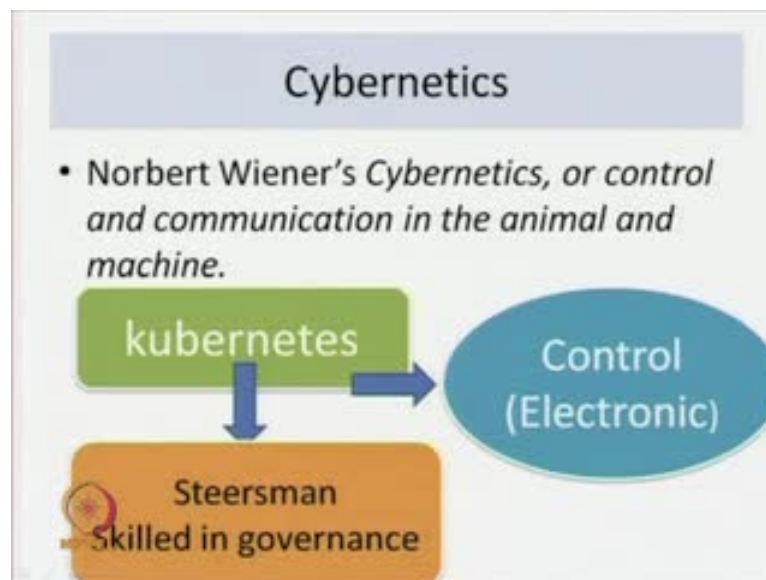 Cybernetics
• Norbert Wiener's Cybernetics, or control
and communication in the animal and
machine.
kubernetes
Control
(Electronic)
Steersman
Skilled in governance